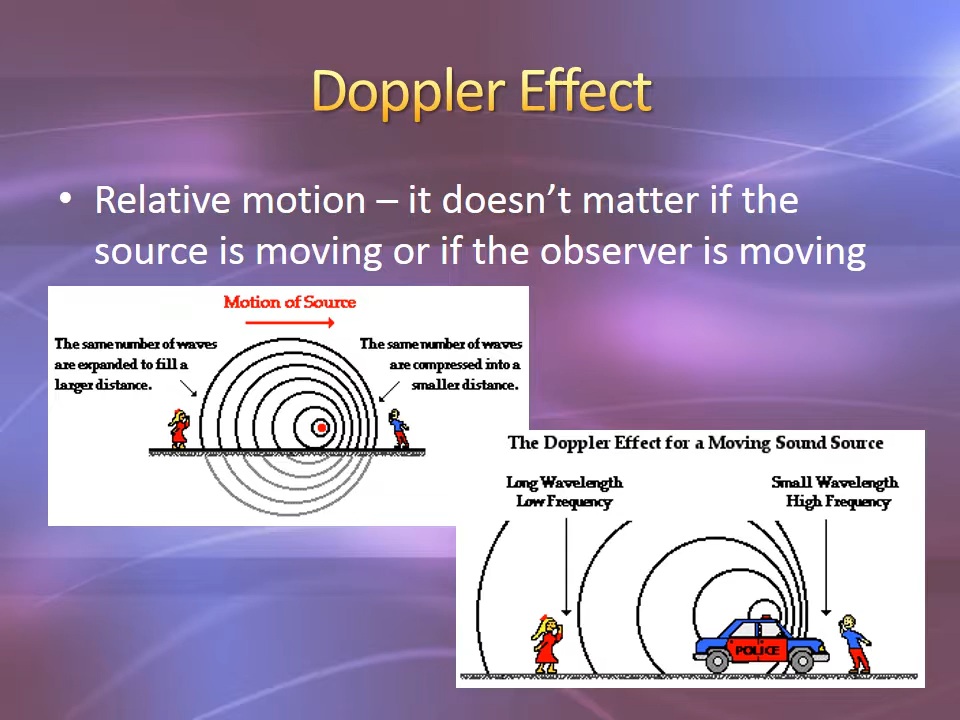 Doppler Effect
• Relative motion – it doesn’t matter if the
source is moving or if the observer is moving
Motion of Source
The same number of waves
are expanded to fill a
larger distance.
The same number of waves
are compressed into a
smaller distance.
The Doppler Effect for a Moving Sound Source
Long Wavelength
Low Frequency
Small Wavelength
High Frequency
POLICE